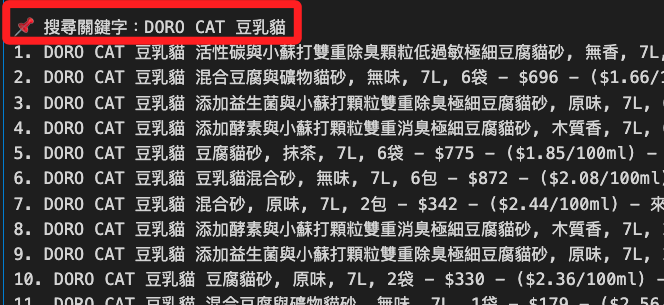 📌 搜尋關鍵字：DORO CAT 豆乳貓
1. DORO CAT 豆乳貓 活性碳與小蘇打雙重除臭顆粒低過敏極細豆腐貓砂, 無香, 7L,
2. DORO CAT 豆乳貓 混合豆腐與礦物貓砂, 無味, 7L, 6袋 – $696 – ($1.66/
3. DORO CAT 豆乳貓 添加益生菌與小蘇打顆粒雙重除臭極細豆腐貓砂, 原味, 7L,
4. DORO CAT 豆乳貓 添加酵素與小蘇打顆粒雙重消臭極細豆腐貓砂, 木質香, 7L,
5. DORO CAT 豆乳貓 豆腐貓砂, 抹茶, 7L, 6袋 – $775 – ($1.85/100ml) –
6. DORO CAT 豆乳貓 豆乳貓混合砂, 無味, 7L, 6包 – $872 – ($2.08/100ml)
7. DORO CAT 豆乳貓 混合砂, 原味, 7L, 2包 – $342 – ($2.44/100ml) – 來
8. DORO CAT 豆乳貓 添加酵素與小蘇打顆粒雙重消臭極細豆腐貓砂, 木質香, 7L,
9. DORO CAT 豆乳貓 添加益生菌與小蘇打顆粒雙重除臭極細豆腐貓砂, 原味, 7L,
10. DORO CAT 豆乳貓 豆腐貓砂, 原味, 7L, 2袋 – $330 – ($2.36/100ml) –
11. DORO CAT 豆乳貓 混合豆腐與礦物貓砂, 無味, 7L, 1袋 – $179 – ($2.56